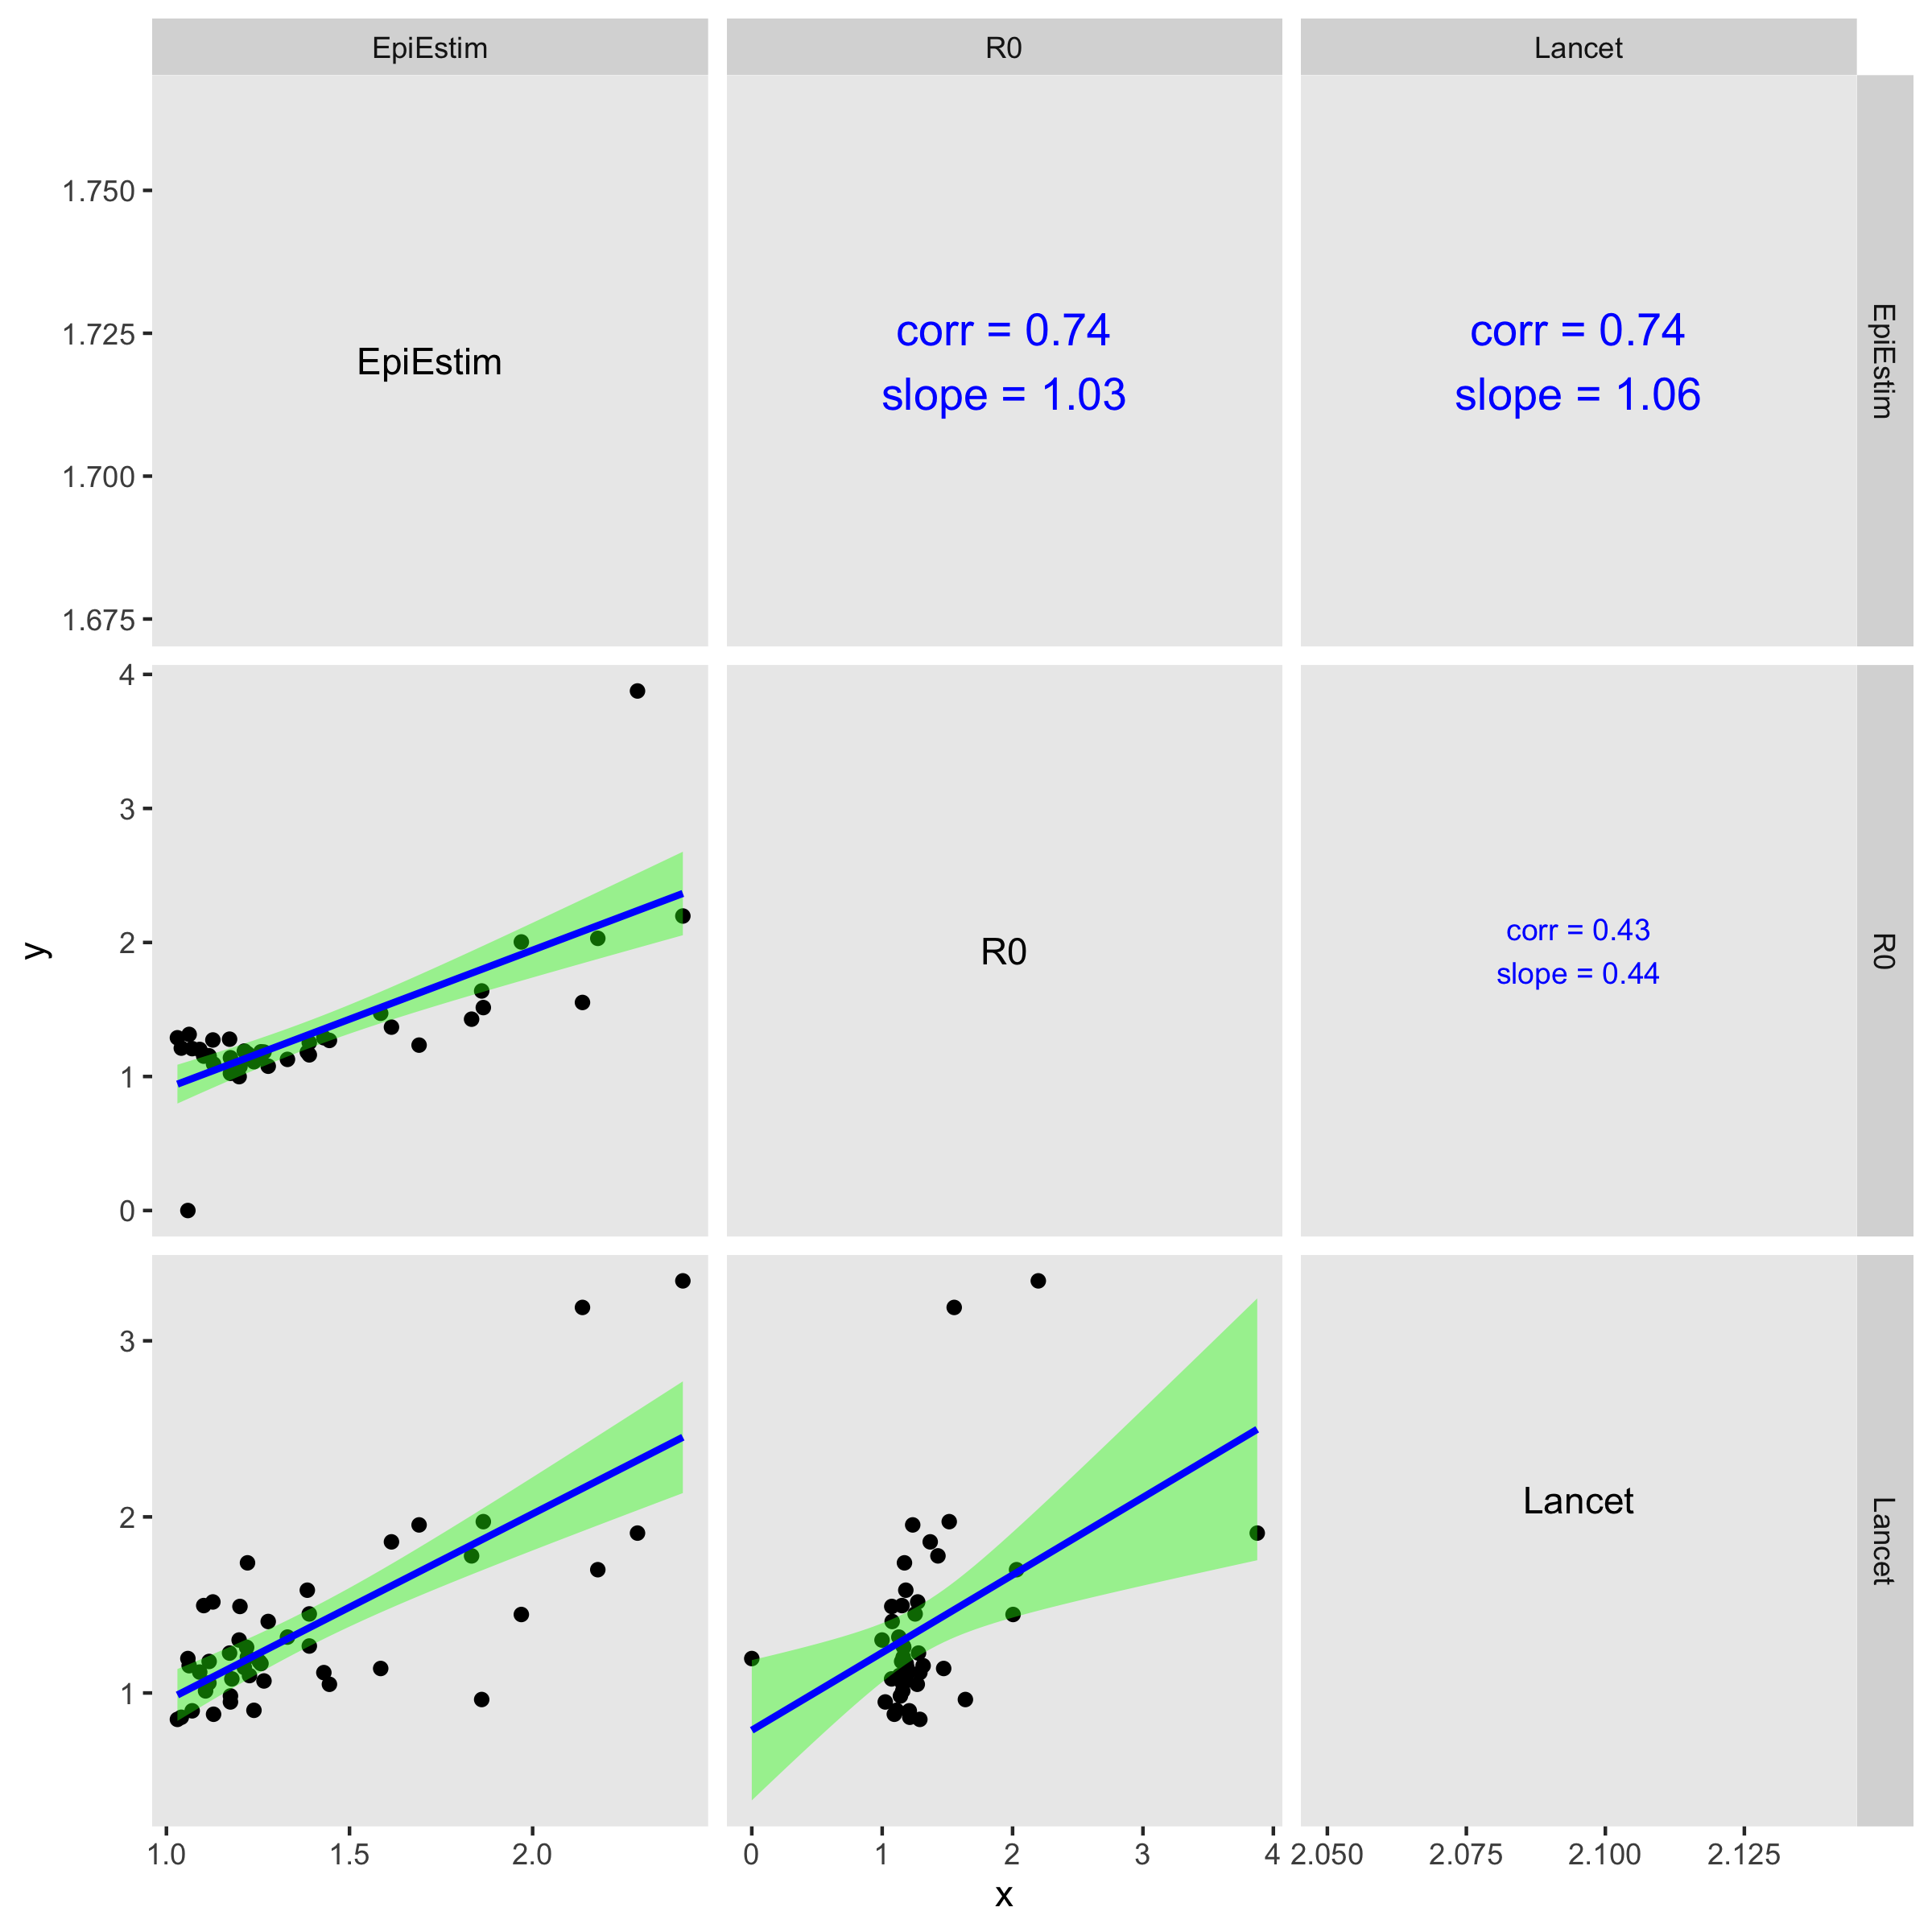 EpiEstim R0 Lancet
1.750
1.725
1.700
1.675
EpiEstim
corr = 0.74
slope = 1.03
corr = 0.74
slope = 1.06
EpiEstim
4
3
2
1
0
R0
corr = 0.43
slope = 0.44
R0
y
3
2
1
Lancet
Lancet
1.0 1.5 2.0 0 1 2 3 4 2.050 2.075 2.100 2.125
x